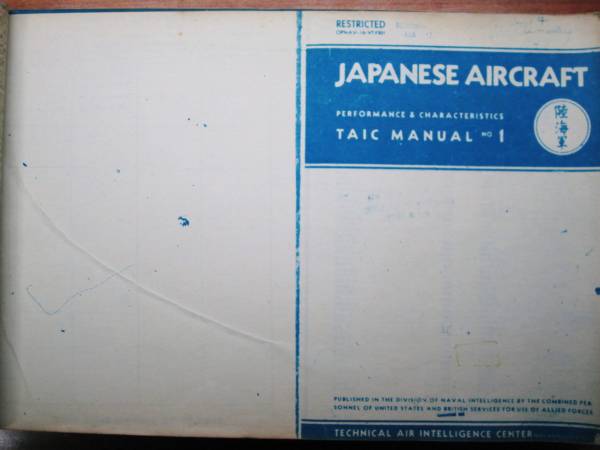 RESTRICTED
JAPANESE AIRCRAFT
PERFORMANCE & CHARACTERISTICS
TAIC MANUAL NO 1
陸海軍
PUBLISHED IN THE DIVISION OF NAVAL INTELLIGENCE BY THE COMBINED PER
SONNEL OF UNITED STATES AND BRITISH SERVICES FOR USE OF ALLIED FORCES
TECHNICAL AIR INTELLIGENCE CENTER